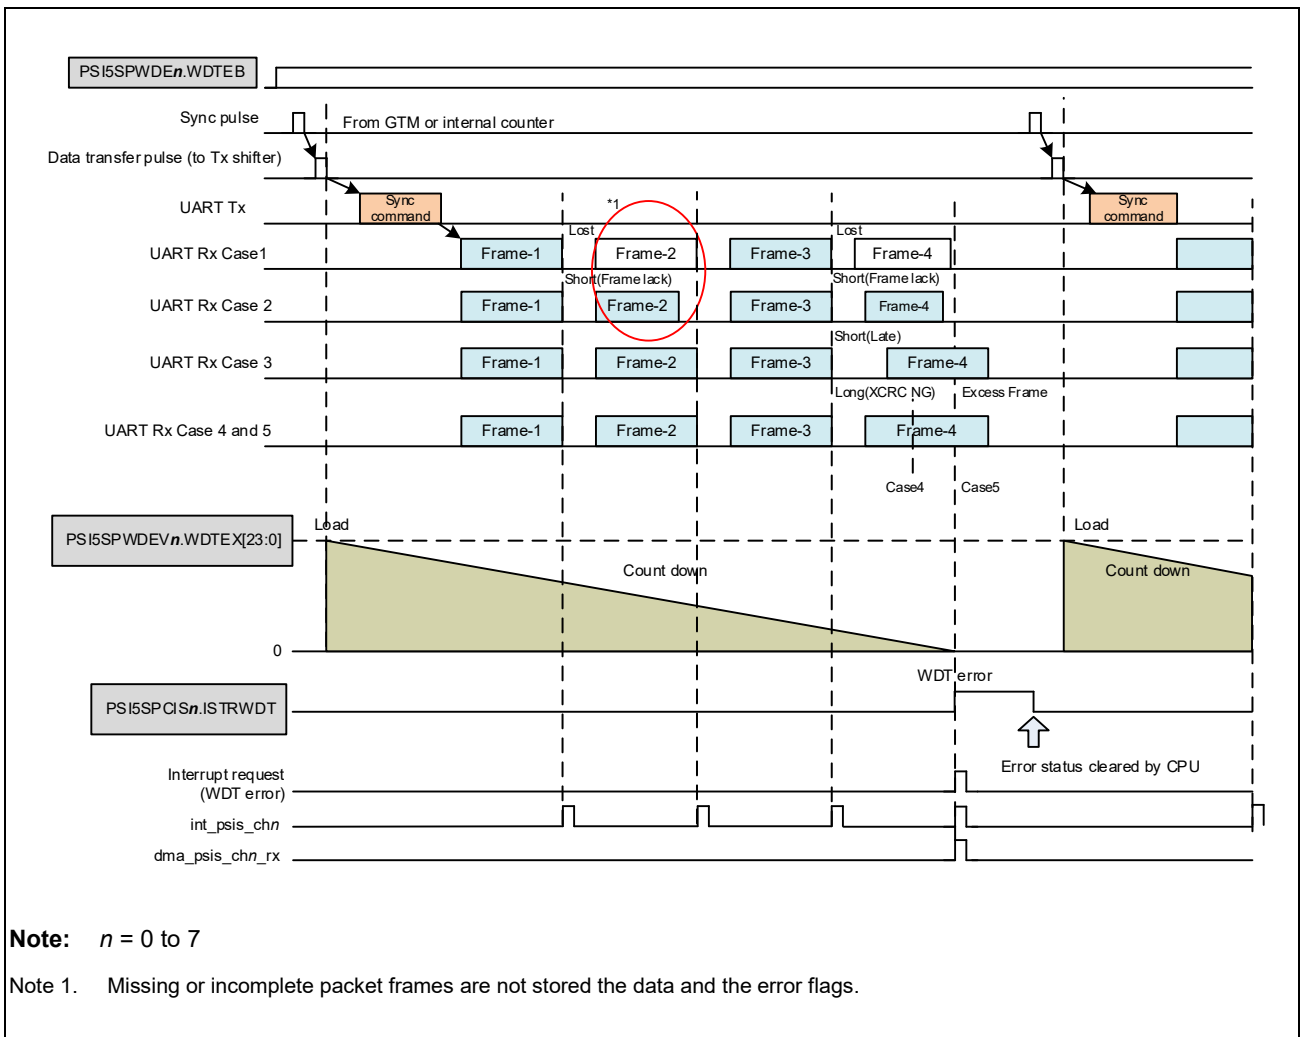 PSI5SPWDEn.WDTEB
Sync pulse
From GTM or internal counter
Data transfer pulse (to Tx shifter)
UART Tx
Sync command
*1
Sync command
Lost
Lost
UART Rx Case1
Frame-1
Frame-2
Frame-3
Frame-4
Short(Frame lack)
Short(Frame lack)
UART Rx Case 2
Frame-1
Frame-2
Frame-3
Frame-4
Short(Late)
UART Rx Case 3
Frame-1
Frame-2
Frame-3
Frame-4
Long(XCRC NG)
Excess Frame
UART Rx Case 4 and 5
Frame-1
Frame-2
Frame-3
Frame-4
Case4
Case5
Load
Load
PSI5SPWDEVn.WDTEX[23:0]
Count down
Count down
0
WDT error
PSI5SPCISn.ISTRWDT
Error status cleared by CPU
Interrupt request
(WDT error)
int_psis_chn
dma_psis_chn_rx
Note: n = 0 to 7
Note 1. Missing or incomplete packet frames are not stored the data and the error flags.